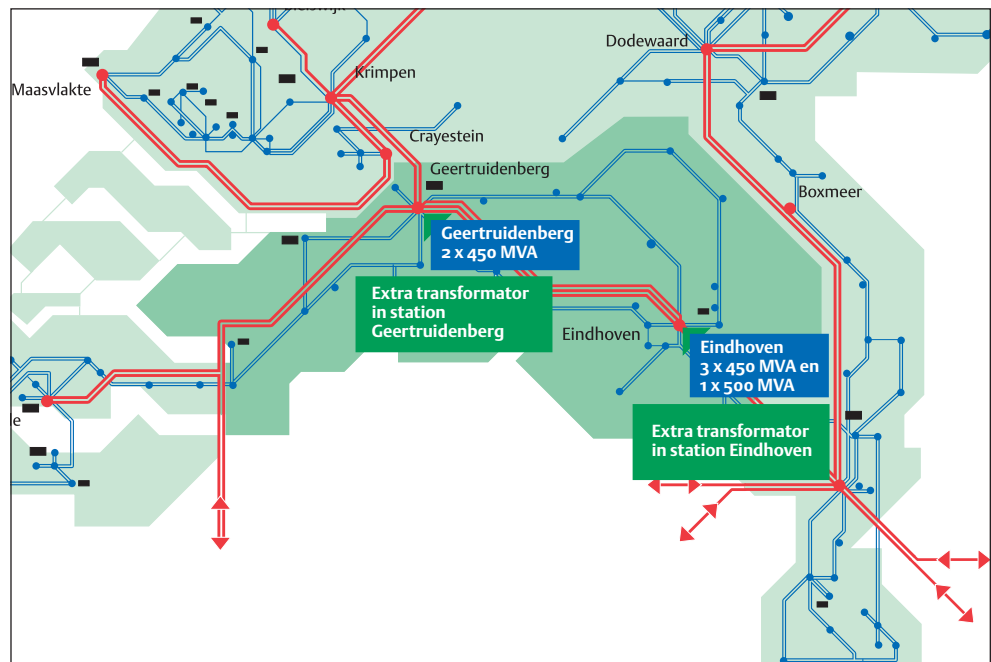 Dodewaard
Krimpen
Maasvlakte
Crayestein
Geertruidenberg
Boxmeer
Geertruidenberg
2 x 450 MVA
Extra transformator
in station
Geertruidenberg
Eindhoven
Eindhoven
3 x 450 MVA en
1 x 500 MVA
Extra transformator
in station Eindhoven